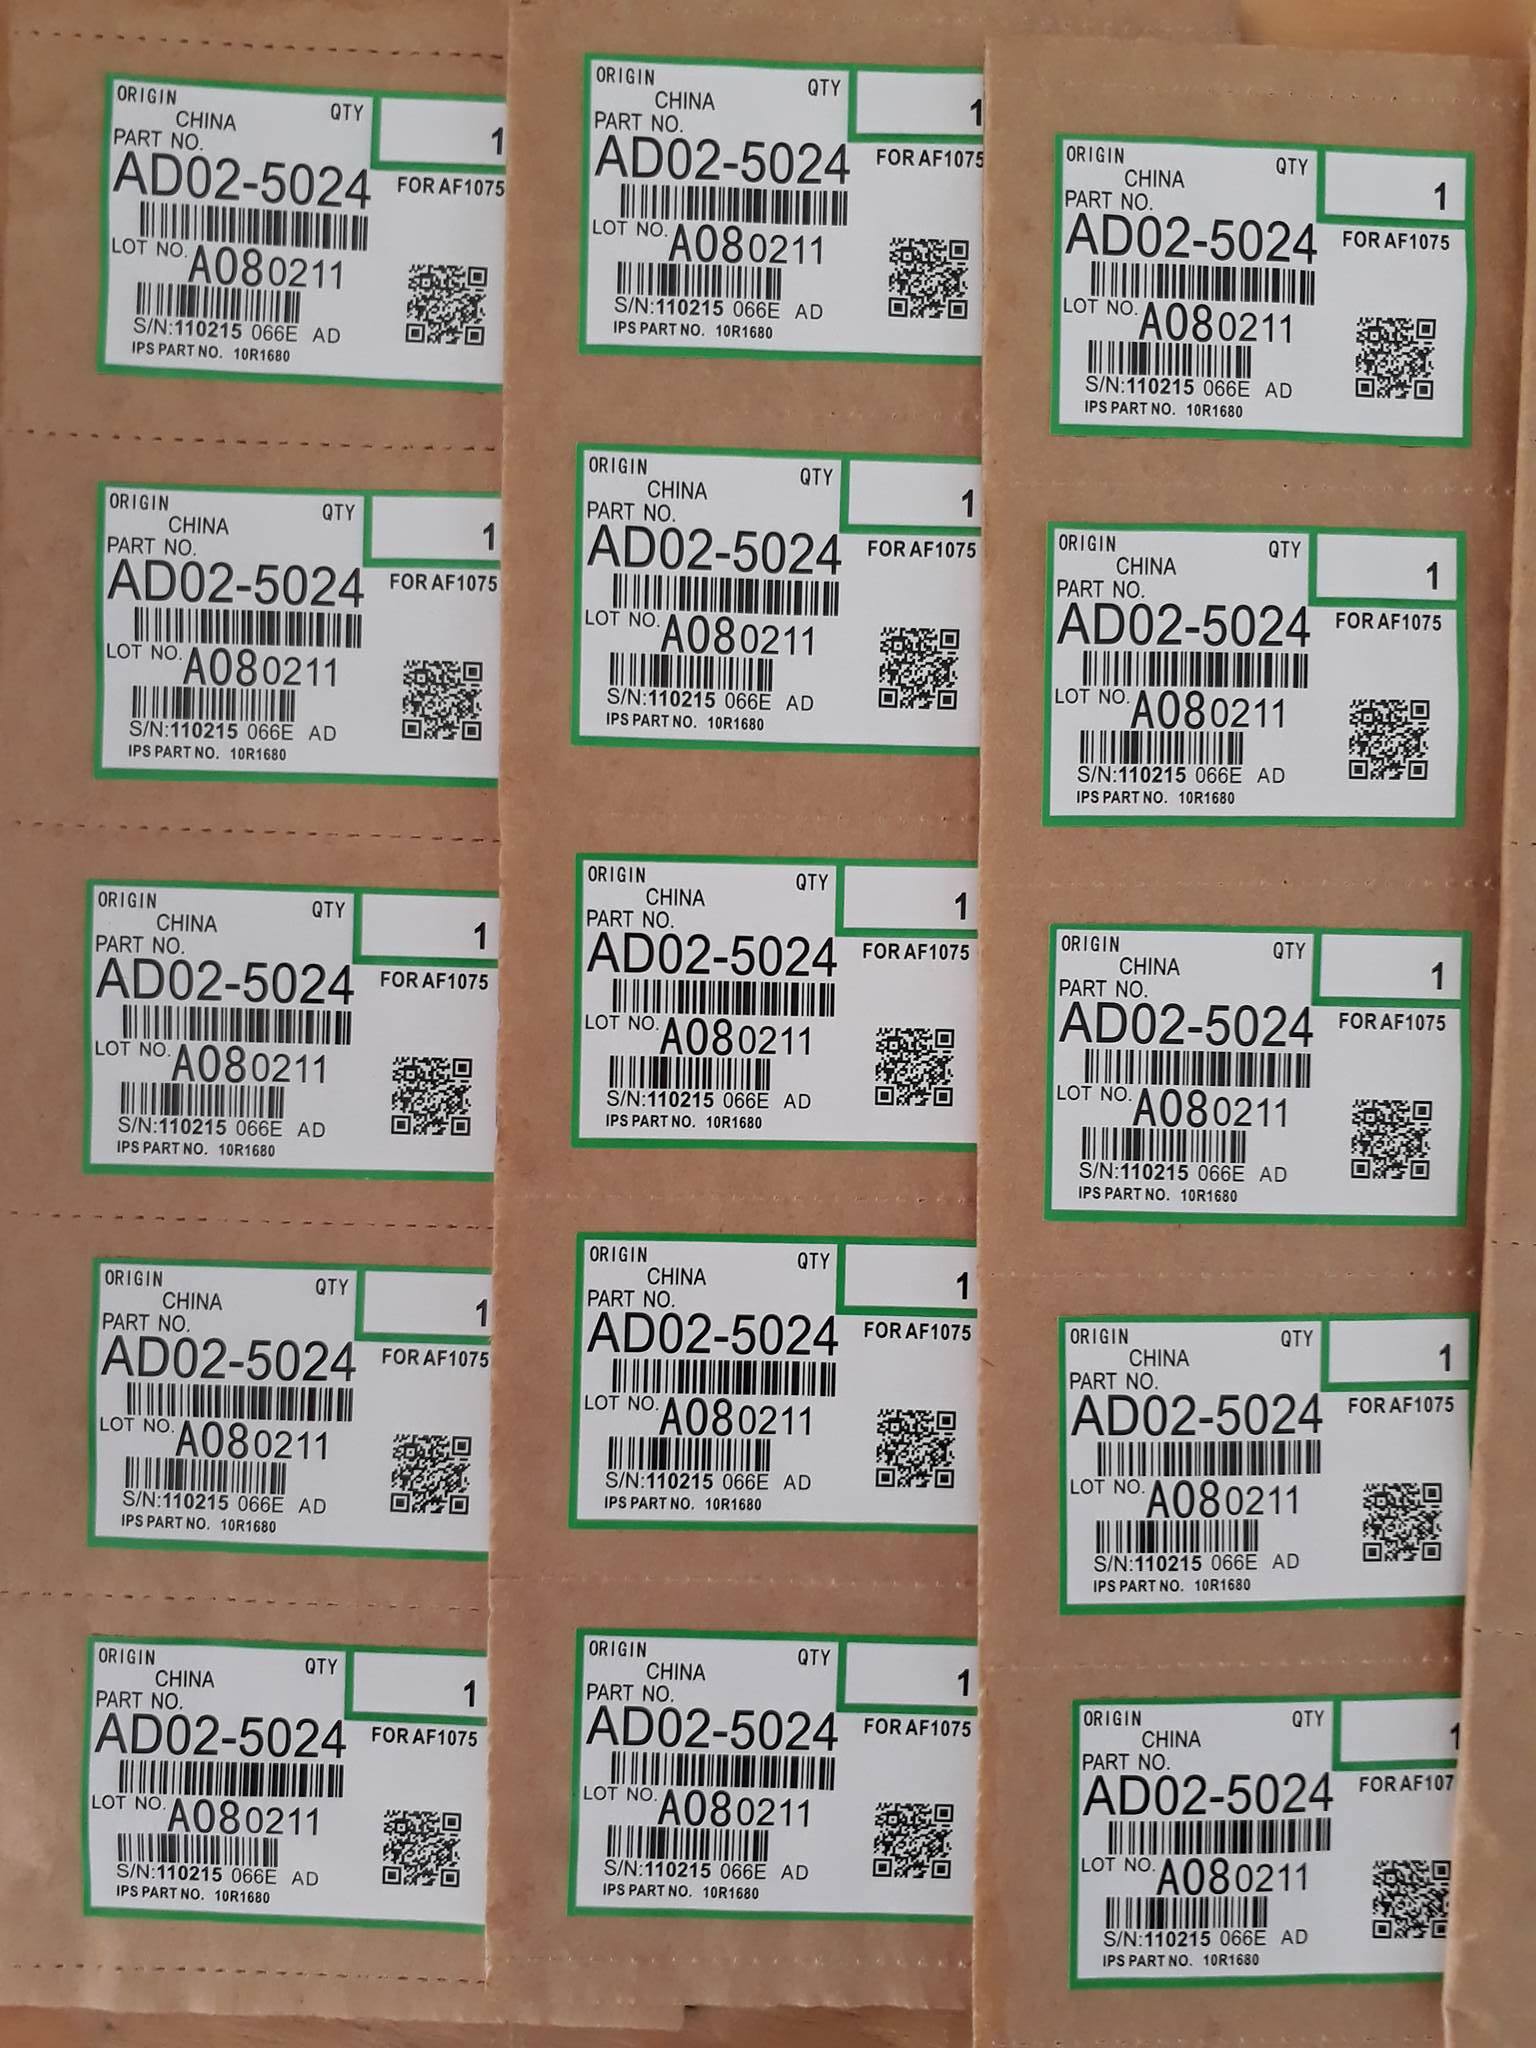 ORIGIN QTY 1
CHINA
PART NO.
AD02-5024 FOR AF1075
LOT NO. A080211
S/N:110215 066E AD
IPS PART NO. 10R1680
ORIGIN QTY 1
CHINA
PART NO.
AD02-5024 FOR AF1075
LOT NO. A080211
S/N:110215 066E AD
IPS PART NO. 10R1680
ORIGIN QTY 1
CHINA
PART NO.
AD02-5024 FOR AF1075
LOT NO. A080211
S/N:110215 066E AD
IPS PART NO. 10R1680
ORIGIN QTY 1
CHINA
PART NO.
AD02-5024 FOR AF1075
LOT NO. A080211
S/N:110215 066E AD
IPS PART NO. 10R1680
ORIGIN QTY 1
CHINA
PART NO.
AD02-5024 FOR AF1075
LOT NO. A080211
S/N:110215 066E AD
IPS PART NO. 10R1680
ORIGIN QTY 1
CHINA
PART NO.
AD02-5024 FOR AF1075
LOT NO. A080211
S/N:110215 066E AD
IPS PART NO. 10R1680
ORIGIN QTY 1
CHINA
PART NO.
AD02-5024 FOR AF1075
LOT NO. A080211
S/N:110215 066E AD
IPS PART NO. 10R1680
ORIGIN QTY 1
CHINA
PART NO.
AD02-5024 FOR AF1075
LOT NO. A080211
S/N:110215 066E AD
IPS PART NO. 10R1680
ORIGIN QTY 1
CHINA
PART NO.
AD02-5024 FOR AF1075
LOT NO. A080211
S/N:110215 066E AD
IPS PART NO. 10R1680
ORIGIN QTY 1
CHINA
PART NO.
AD02-5024 FOR AF1075
LOT NO. A080211
S/N:110215 066E AD
IPS PART NO. 10R1680
ORIGIN QTY 1
CHINA
PART NO.
AD02-5024 FOR AF1075
LOT NO. A080211
S/N:110215 066E AD
IPS PART NO. 10R1680
ORIGIN QTY 1
CHINA
PART NO.
AD02-5024 FOR AF1075
LOT NO. A080211
S/N:110215 066E AD
IPS PART NO. 10R1680
ORIGIN QTY 1
CHINA
PART NO.
AD02-5024 FOR AF1075
LOT NO. A080211
S/N:110215 066E AD
IPS PART NO. 10R1680
ORIGIN QTY 1
CHINA
PART NO.
AD02-5024 FOR AF1075
LOT NO. A080211
S/N:110215 066E AD
IPS PART NO. 10R1680
ORIGIN QTY 1
CHINA
PART NO.
AD02-5024 FOR AF107
LOT NO. A080211
S/N:110215 066E AD
IPS PART NO. 10R1680